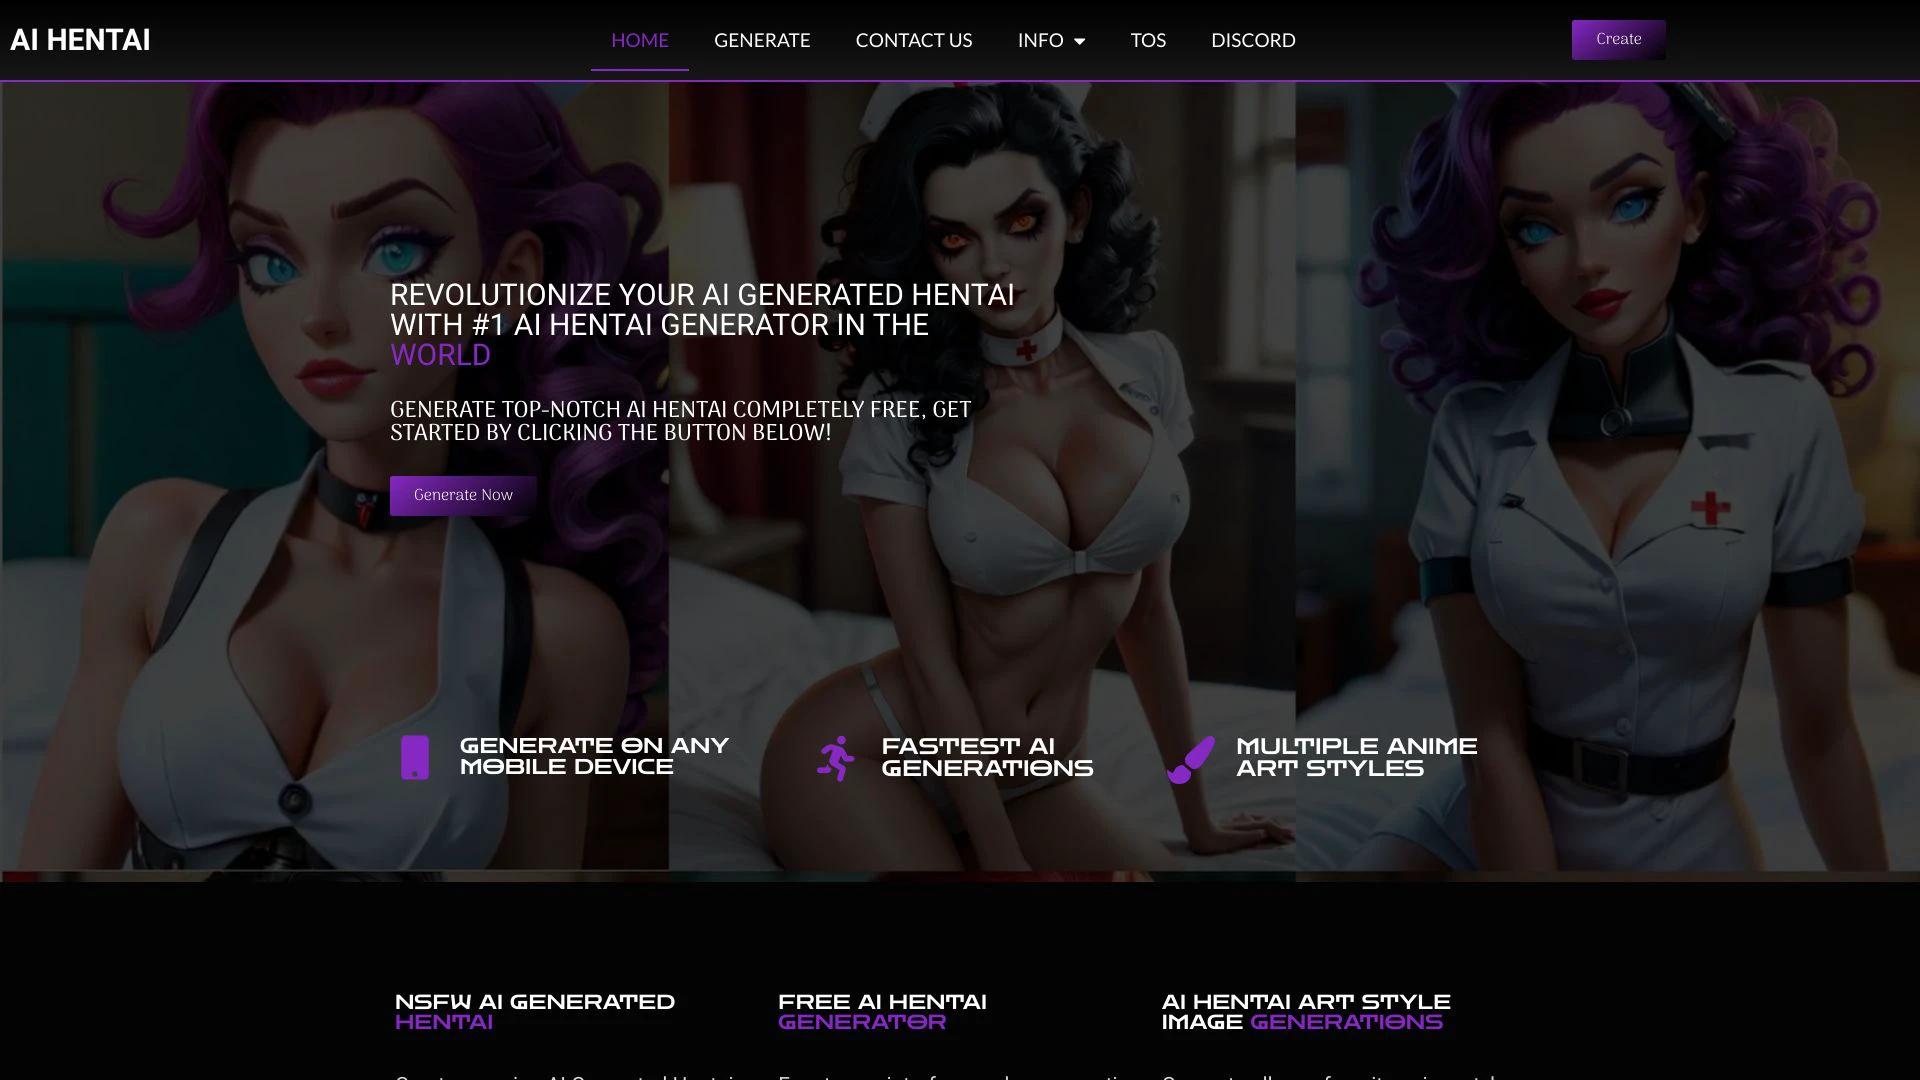 AI HENTAI
HOME
GENERATE
CONTACT US
INFO
TOS
DISCORD
Create
REVOLUTIONIZE YOUR AI GENERATED HENTAI
WITH #1 AI HENTAI GENERATOR IN THE
WORLD
GENERATE TOP-NOTCH AI HENTAI COMPLETELY FREE, GET
STARTED BY CLICKING THE BUTTON BELOW!
Generate Now
GENERATE ON ANY
MOBILE DEVICE
FASTEST AI
GENERATIONS
MULTIPLE ANIME
ART STYLES
NSFW AI GENERATED
HENTAI
FREE AI HENTAI
GENERATOR
AI HENTAI ART STYLE
IMAGE GENERATIONS